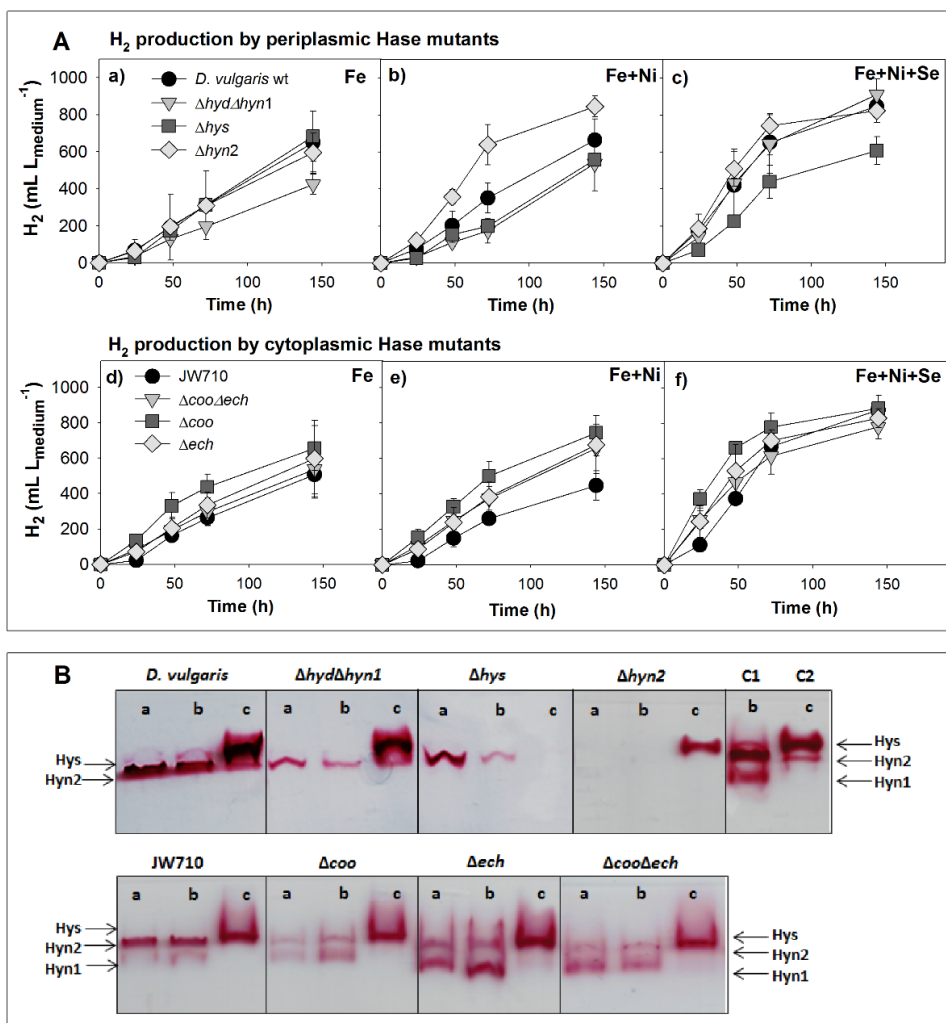 A H2 production by periplasmic Hase mutants
a) Fe
b) Fe+Ni
c) Fe+Ni+Se
D. vulgaris wt
ΔhydΔhyn1
Δhys
Δhyn2
H2 (mL Lmedium-1)
1000
800
600
400
200
0
0 50 100 150
0 50 100 150
0 50 100 150
Time (h)
Time (h)
Time (h)
H2 production by cytoplasmic Hase mutants
d) Fe
e) Fe+Ni
f) Fe+Ni+Se
JW710
ΔcooΔech
Δcoo
Δech
H2 (mL Lmedium-1)
1000
800
600
400
200
0
0 50 100 150
0 50 100 150
0 50 100 150
Time (h)
Time (h)
Time (h)
B D. vulgaris ΔhydΔhyn1 Δhys Δhyn2 C1 C2
a b c a b c a b c a b c b c
Hys
Hyn2
Hys
Hyn2
Hyn1
JW710 Δcoo Δech ΔcooΔech
a b c a b c a b c a b c
Hys
Hyn2
Hyn1
Hys
Hyn2
Hyn1